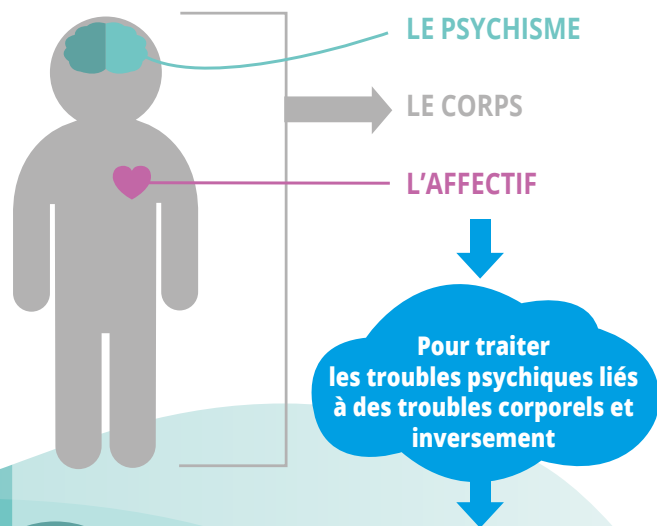 LE PSYCHISME
LE CORPS
L'AFFECTIF
Pour traiter
les troubles psychiques liés
à des troubles corporels et
inversement